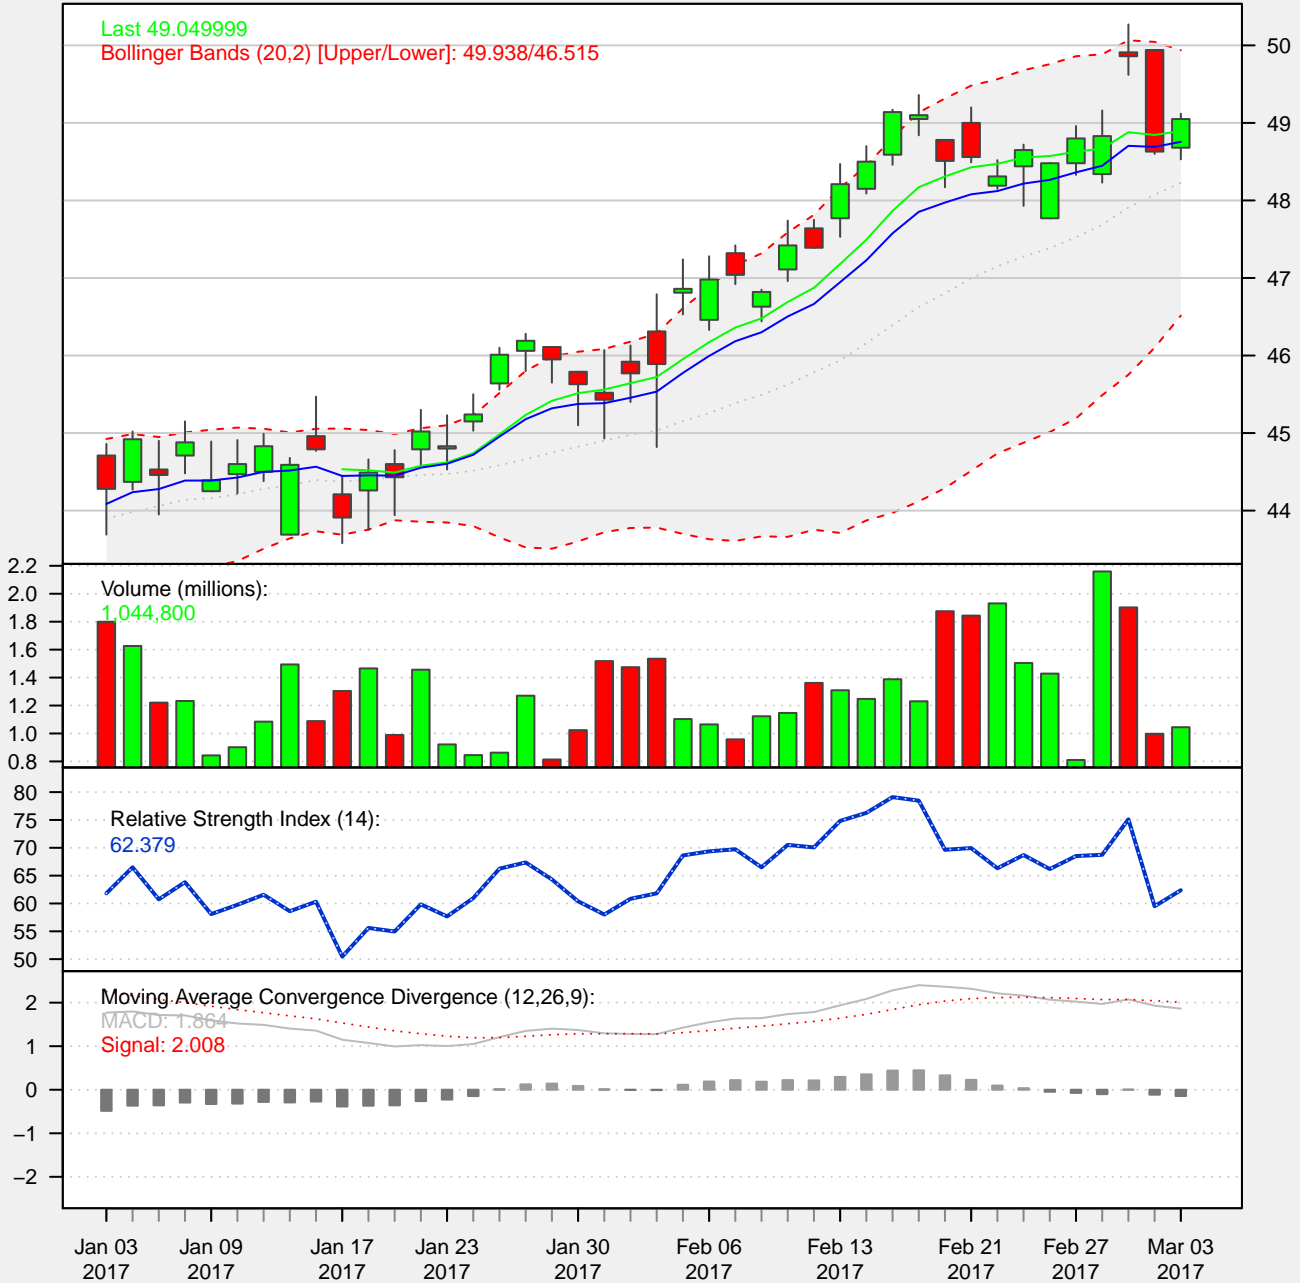 Last 49.049999
Bollinger Bands (20,2) [Upper/Lower]: 49.938/46.515
50
49
48
47
46
45
44
2.2
2.0
1.8
1.6
1.4
1.2
1.0
0.8
Volume (millions):
1,044,800
80
75
70
65
60
55
50
Relative Strength Index (14):
62.379
2
1
0
−1
−2
Moving Average Convergence Divergence (12,26,9):
MACD: 1.864
Signal: 2.008
Jan 03 2017
Jan 09 2017
Jan 17 2017
Jan 23 2017
Jan 30 2017
Feb 06 2017
Feb 13 2017
Feb 21 2017
Feb 27 2017
Mar 03 2017